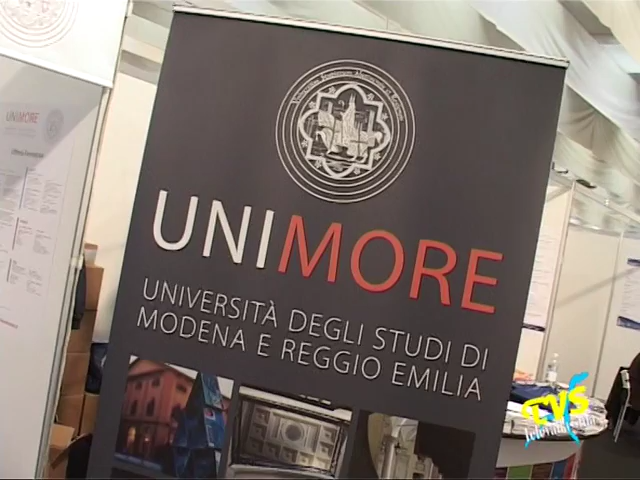 UNIMORE
UNIVERSITÀ DEGLI STUDI DI
MODENA E REGGIO EMILIA
UNIMORE
TVS